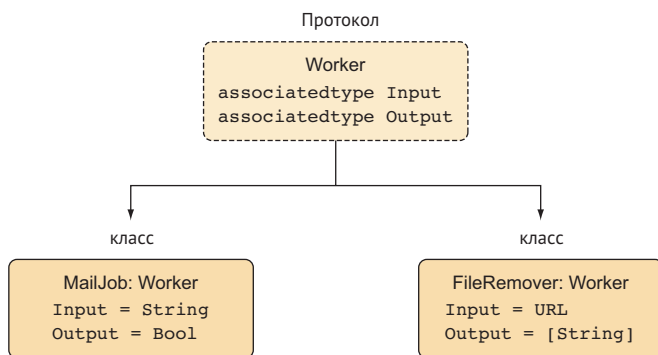 Протокол
Worker
associatedtype Input
associatedtype Output
класс
MailJob: Worker
Input = String
Output = Bool
класс
FileRemover: Worker
Input = URL
Output = [String]